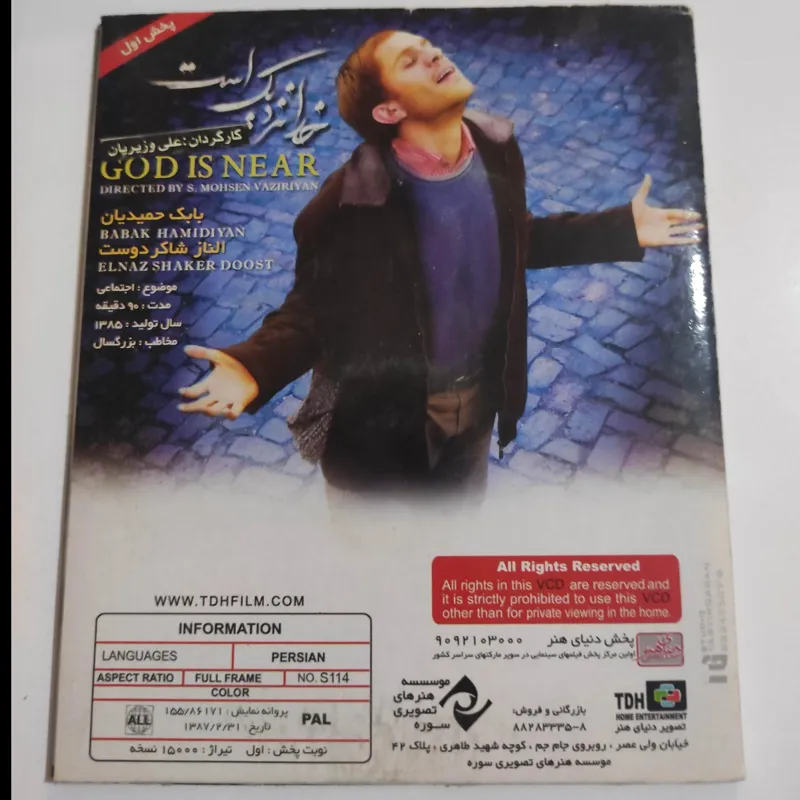 پخش اول
خدا نزدیک است
کارگردان: علی وزیریان
GOD IS NEAR
DIRECTED BY S. MOHSEN VAZIRIYAN
بابک حمیدیان
BABAK HAMIDIYAN
الناز شاکردوست
ELNAZ SHAKER DOOST
موضوع : اجتماعی
مدت : ۹۰ دقیقه
سال تولید : ۱۳۸۵
مخاطب : بزرگسال
WWW.TDHFILM.COM
INFORMATION
LANGUAGES PERSIAN
ASPECT RATIO FULL FRAME NO. S114
COLOR
ALL
پروانه نمایش : ۱۵۵/۸۶۱۷۱
تاریخ : ۱۳۸۷/۲/۳۱
PAL
نوبت پخش : اول تیراژ : ۱۵۰۰۰ نسخه
All Rights Reserved
All rights in this VCD are reserved and
it is strictly prohibited to use this VCD
other than for private viewing in the home.
پخش دنیای هنر ۹۰۹۲۱۰۳۰۰۰
اولین مرکز پخش فیلمهای سینمایی در سوپر مارکتهای سراسر کشور
موسسه
هنرهای
تصویری
سوره
بازرگانی و فروش:
۸۸۲۸۳۳۳۵-۸
TDH
HOME ENTERTAINMENT
تصویر دنیای هنر
خیابان ولی عصر ، روبروی جام جم ، کوچه شهید طاهری ، پلاک ۴۲
موسسه هنرهای تصویری سوره